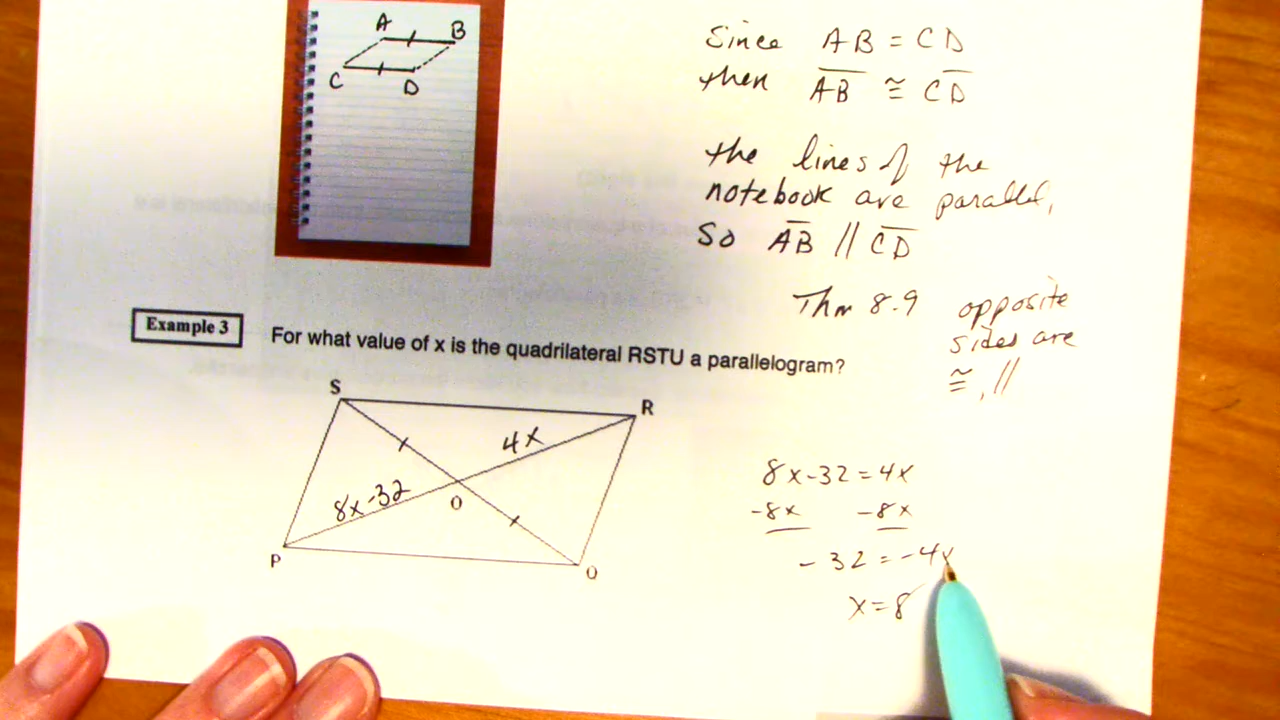 A B
C D
Since AB = CD
then AB ≅ CD
the lines of the
notebook are parallel,
So AB // CD
Thm 8.9 opposite
sides are
≅, //
Example 3
For what value of x is the quadrilateral RSTU a parallelogram?
S
R
4x
8x-32
O
P
Q
8x-32=4x
-8x -8x
-32=-4x
x=8